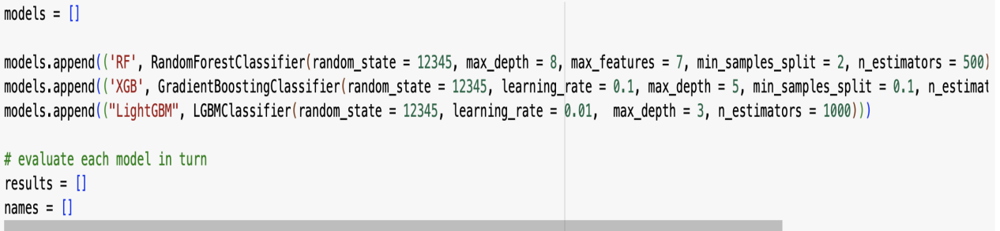 models = []
models.append(('RF', RandomForestClassifier(random_state = 12345, max_depth = 8, max_features = 7, min_samples_split = 2, n_estimators = 500)
models.append(('XGB', GradientBoostingClassifier(random_state = 12345, learning_rate = 0.1, max_depth = 5, min_samples_split = 0.1, n_estimat
models.append(("LightGBM", LGBMClassifier(random_state = 12345, learning_rate = 0.01,  max_depth = 3, n_estimators = 1000)))
# evaluate each model in turn
results = []
names = []